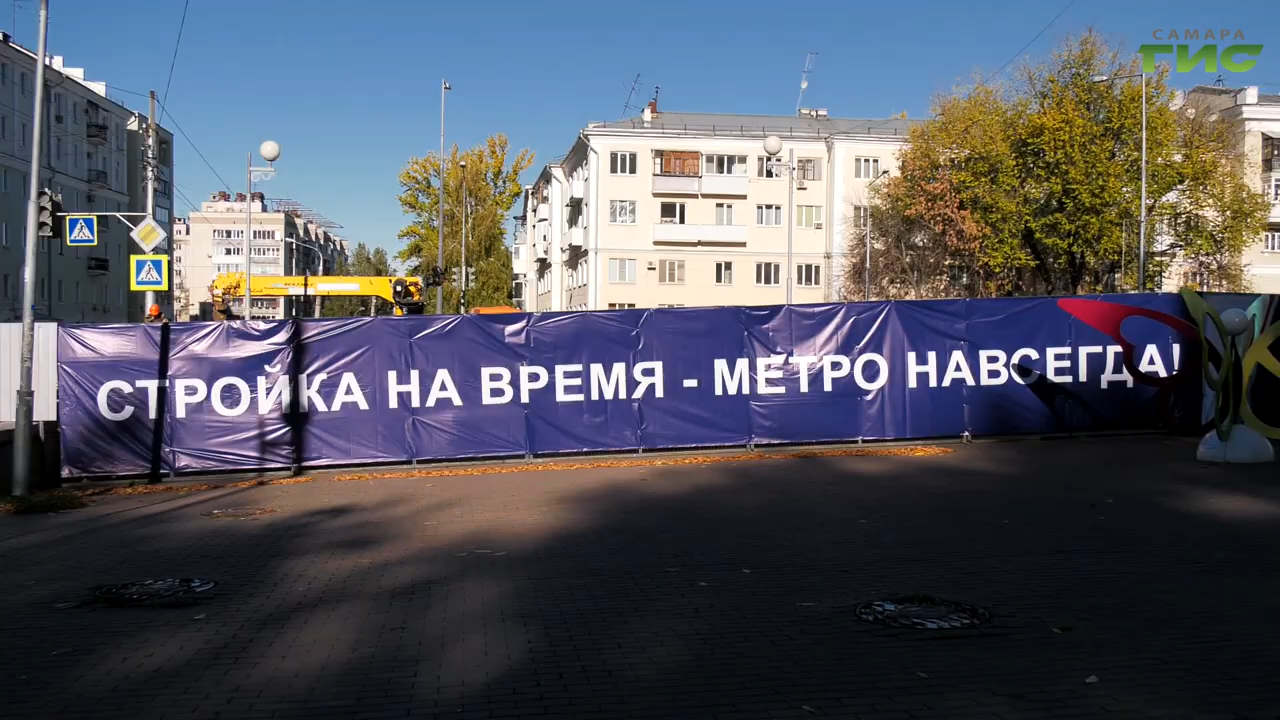 САМАРА
ГИС
СТРОЙКА НА ВРЕМЯ - МЕТРО НАВСЕГДА!